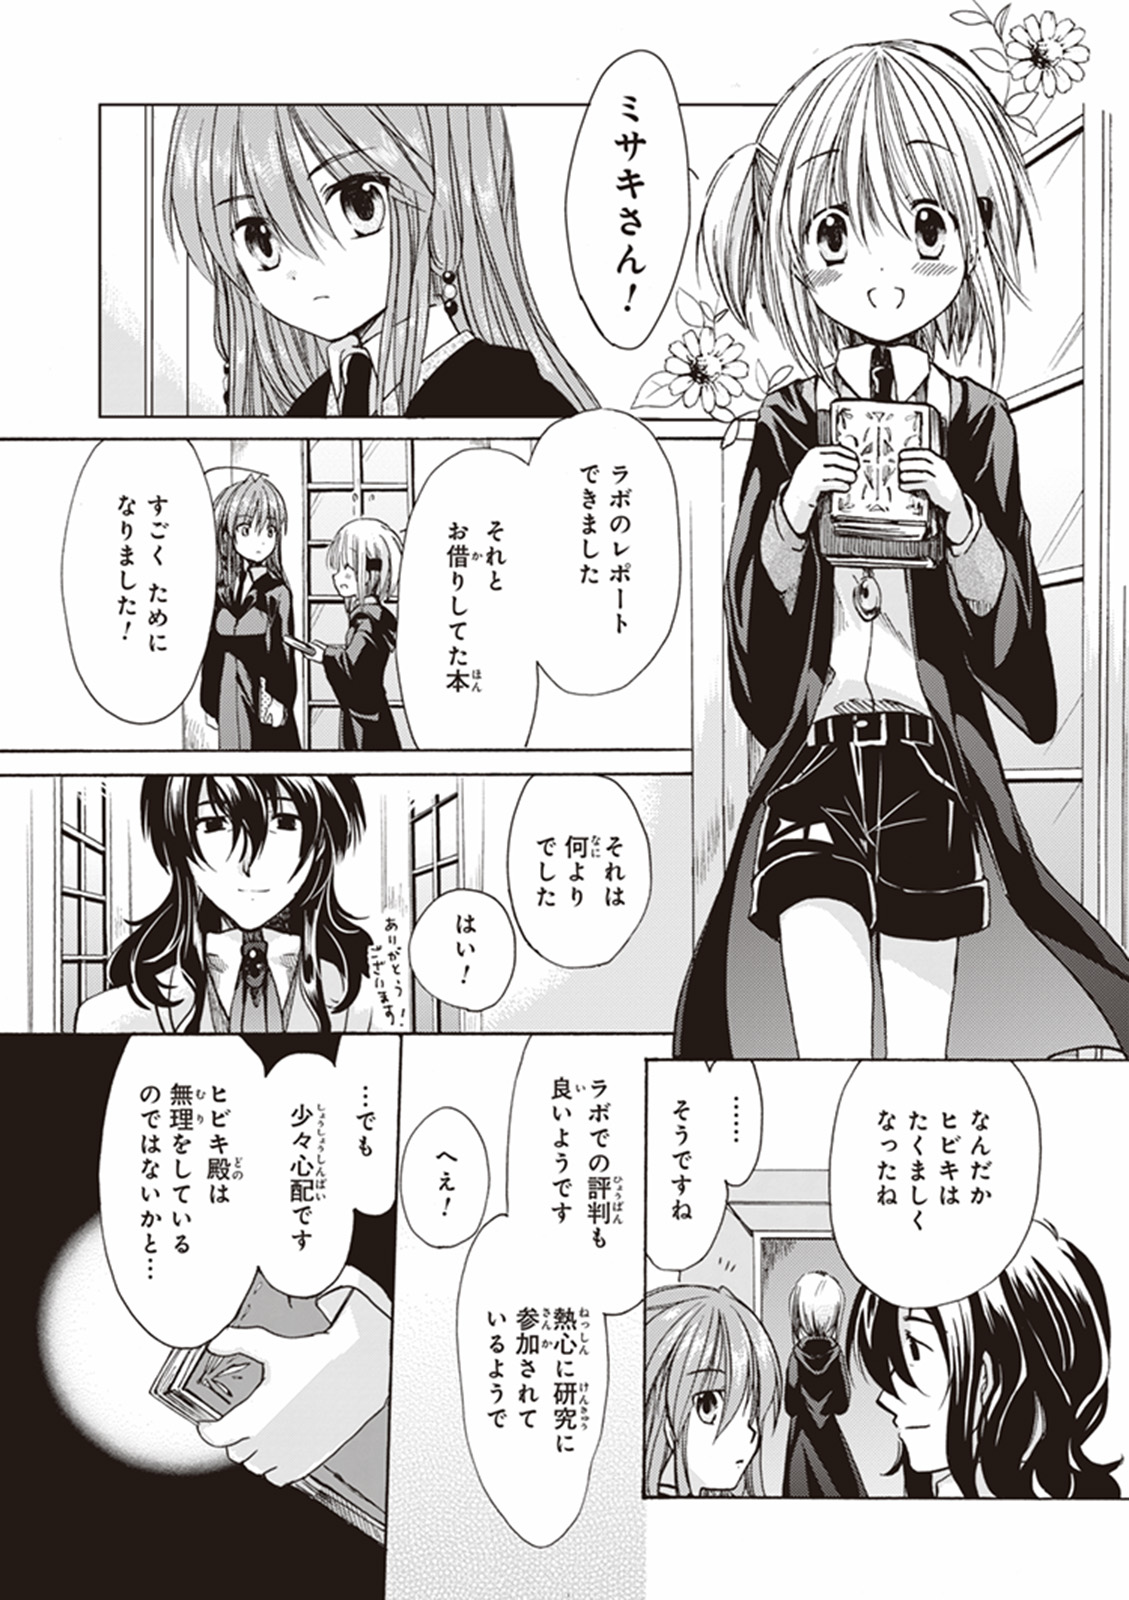 ミサキさん！
ラボのレポート
できました
それと
お借りしてた本
すごく ために
なりました！
それは
何より
でした
はい！
ありがとう
ございます！
なんだか
ヒビキは
たくましく
なったね
……
そうですね
ラボでの評判も
良いようです
熱心に研究に
参加されて
いるようで
へぇ！
…でも
少々心配です
ヒビキ殿は
無理をしている
のではないかと…